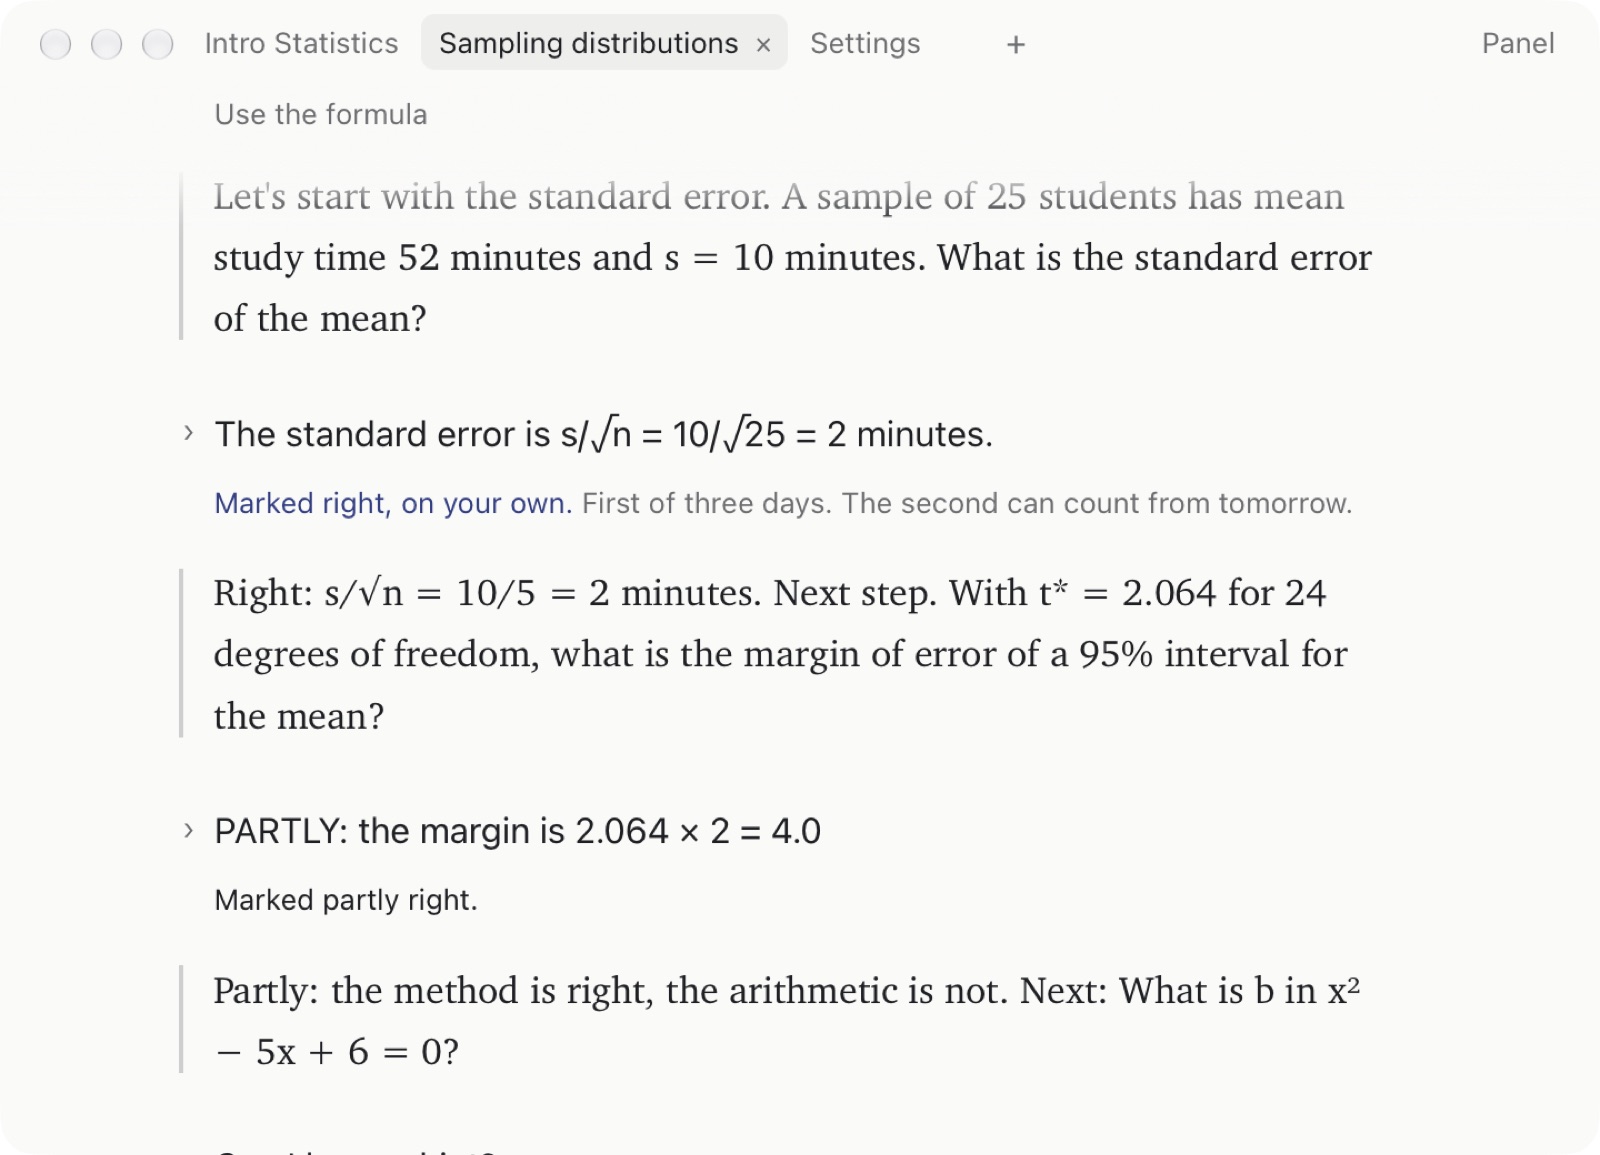 Intro Statistics
Sampling distributions ×
Settings
+
Panel
Use the formula
Let's start with the standard error. A sample of 25 students has mean
study time 52 minutes and s = 10 minutes. What is the standard error
of the mean?
› The standard error is s/√n = 10/√25 = 2 minutes.
Marked right, on your own. First of three days. The second can count from tomorrow.
Right: s/√n = 10/5 = 2 minutes. Next step. With t* = 2.064 for 24
degrees of freedom, what is the margin of error of a 95% interval for
the mean?
› PARTLY: the margin is 2.064 × 2 = 4.0
Marked partly right.
Partly: the method is right, the arithmetic is not. Next: What is b in x²
− 5x + 6 = 0?